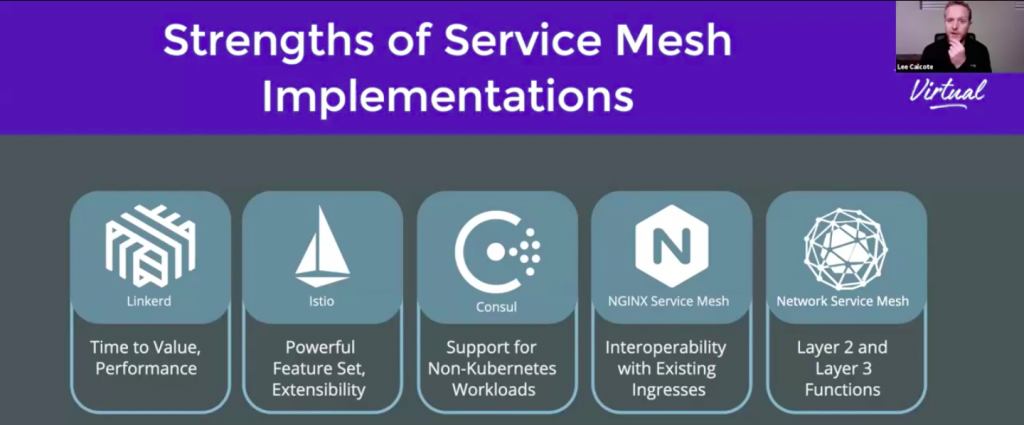 Strengths of Service Mesh
Implementations
Lee Calcote
Virtual
Linkerd
Time to Value,
Performance
Istio
Powerful
Feature Set,
Extensibility
Consul
Support for
Non-Kubernetes
Workloads
N
NGINX Service Mesh
Interoperability
with Existing
Ingresses
Network Service Mesh
Layer 2 and
Layer 3
Functions